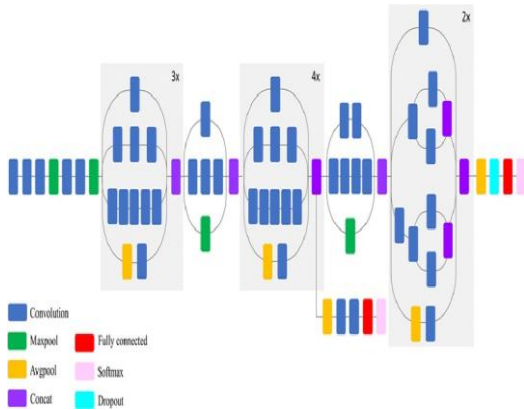 3x
4x
2x
Convolution
Maxpool
Avgpool
Concat
Fully connected
Softmax
Dropout